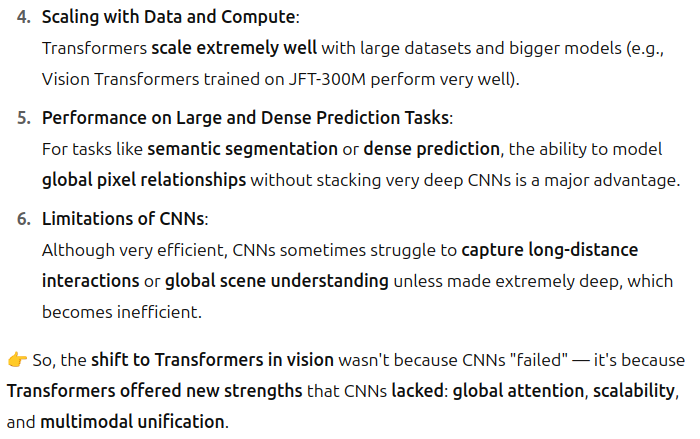 4. Scaling with Data and Compute:
Transformers scale extremely well with large datasets and bigger models (e.g.,
Vision Transformers trained on JFT-300M perform very well).
5. Performance on Large and Dense Prediction Tasks:
For tasks like semantic segmentation or dense prediction, the ability to model
global pixel relationships without stacking very deep CNNs is a major advantage.
6. Limitations of CNNs:
Although very efficient, CNNs sometimes struggle to capture long-distance
interactions or global scene understanding unless made extremely deep, which
becomes inefficient.
👉 So, the shift to Transformers in vision wasn't because CNNs "failed" — it's because
Transformers offered new strengths that CNNs lacked: global attention, scalability,
and multimodal unification.